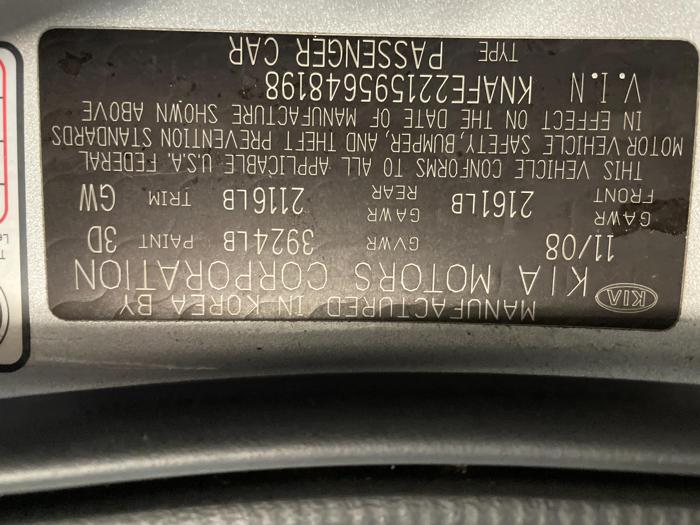 MANUFACTURED IN KOREA BY
KIA KIA MOTORS CORPORATION
11/08 GVWR 3924LB PAINT 3D
GAWR FRONT 2161LB GAWR REAR 2116LB TRIM GW
THIS VEHICLE CONFORMS TO ALL APPLICABLE U.S.A. FEDERAL
MOTOR VEHICLE SAFETY, BUMPER, AND THEFT PREVENTION STANDARDS
IN EFFECT ON THE DATE OF MANUFACTURE SHOWN ABOVE
V.I.N KNAFE221595648198
TYPE PASSENGER CAR